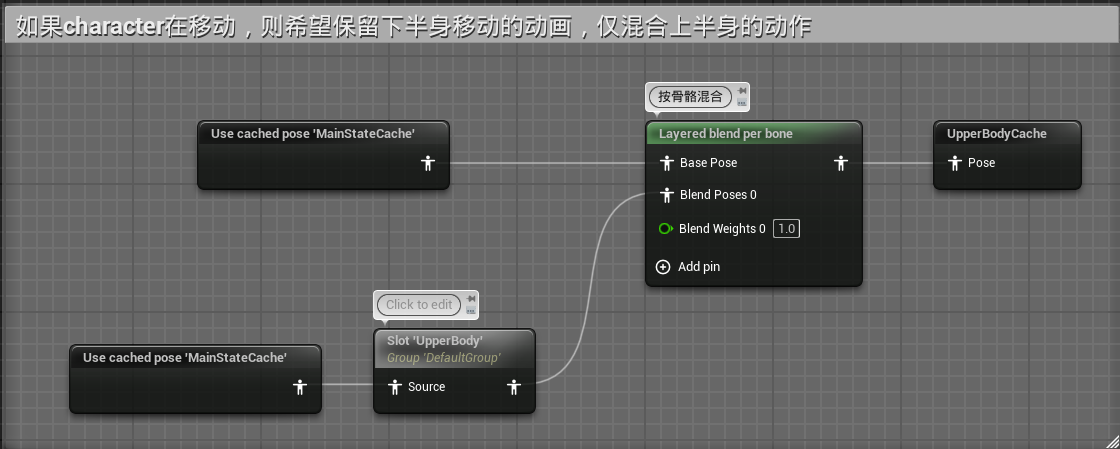 如果character在移动，则希望保留下半身移动的动画，仅混合上半身的动作
按骨骼混合
Use cached pose 'MainStateCache'
Layered blend per bone
UpperBodyCache
Base Pose
Pose
Blend Poses 0
Blend Weights 0 1.0
Add pin
Click to edit
Slot 'UpperBody'
Group 'DefaultGroup'
Use cached pose 'MainStateCache'
Source